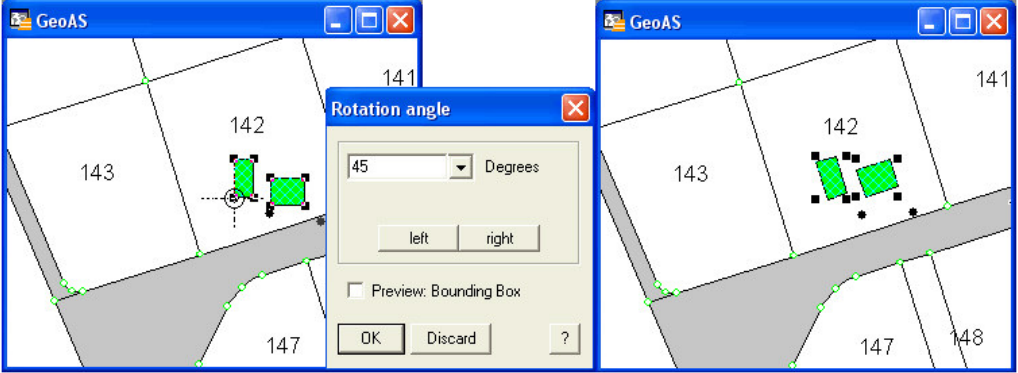 GeoAS
141
142
143
147
Rotation angle
45 Degrees
left right
Preview: Bounding Box
OK Discard ?
GeoAS
141
142
143
147 148